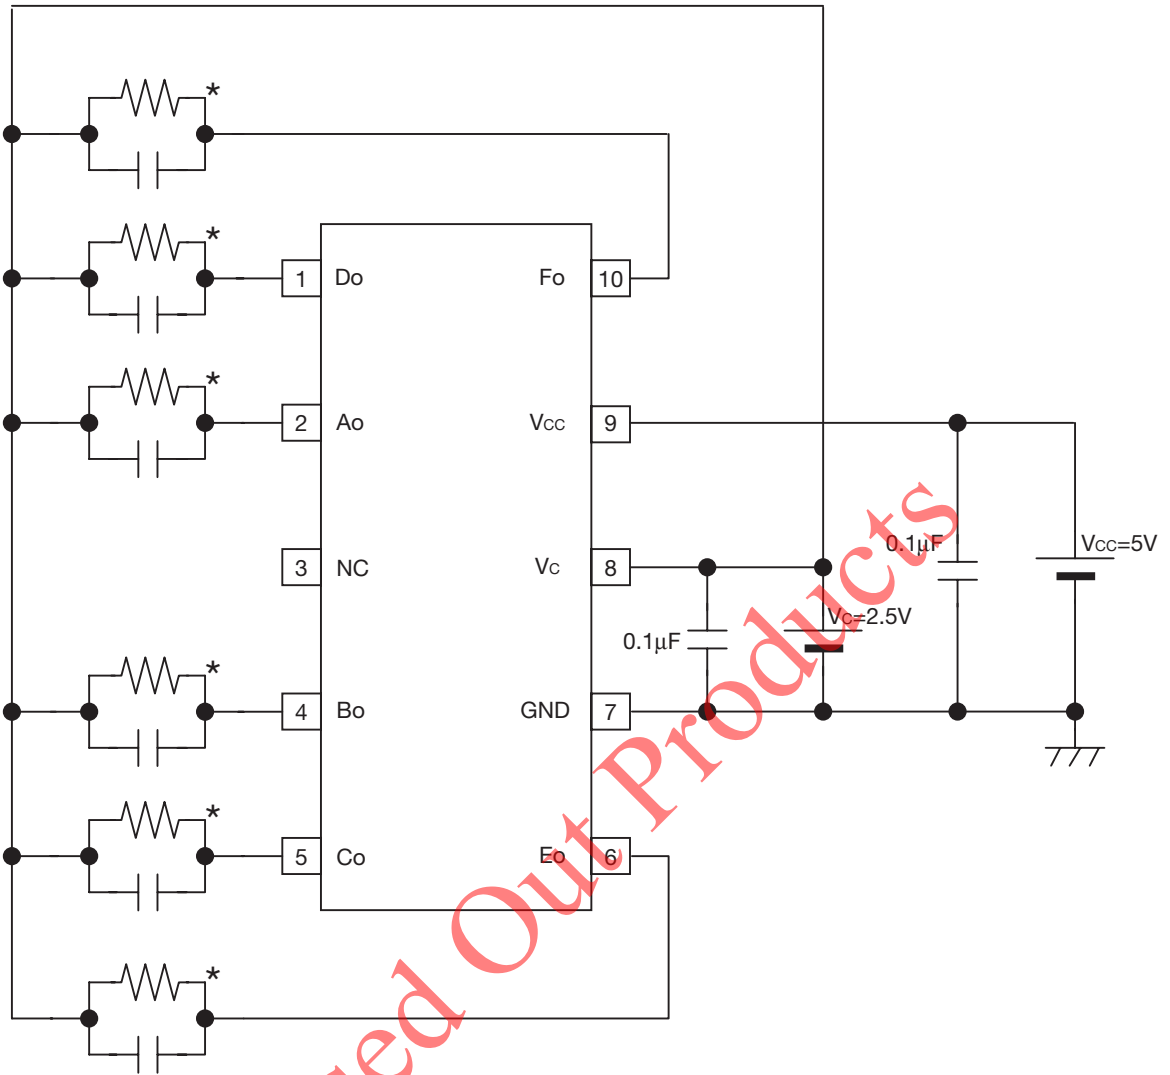 *
*
1 Do
Fo 10
*
2 Ao
VCC 9
3 NC
VC 8
0.1μF
VCC=5V
0.1μF
VC=2.5V
*
4 Bo
GND 7
*
5 Co
Eo 6
*
ed Out Products